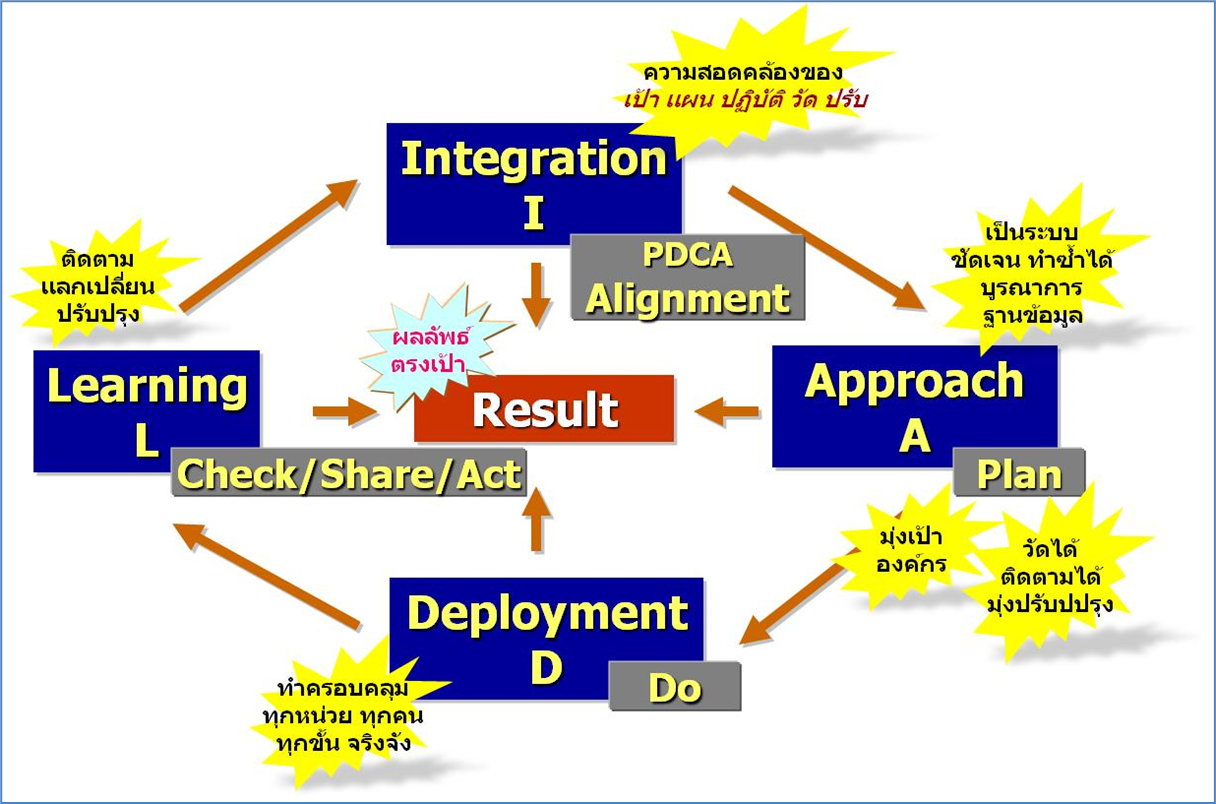 ความสอดคล้องของ
เป้า แผน ปฏิบัติ วัด ปรับ
Integration
I
PDCA
Alignment
เป็นระบบ
ชัดเจน ทำซ้ำได้
บูรณาการ
ฐานข้อมูล
ติดตาม
แลกเปลี่ยน
ปรับปรุง
ผลลัพธ์
ตรงเป้า
Learning
L
Check/Share/Act
Result
Approach
A
Plan
มุ่งเป้า
องค์กร
วัดได้
ติดตามได้
มุ่งปรับปปรุง
Deployment
D
Do
ทำครอบคลุม
ทุกหน่วย ทุกคน
ทุกขั้น จริงจัง